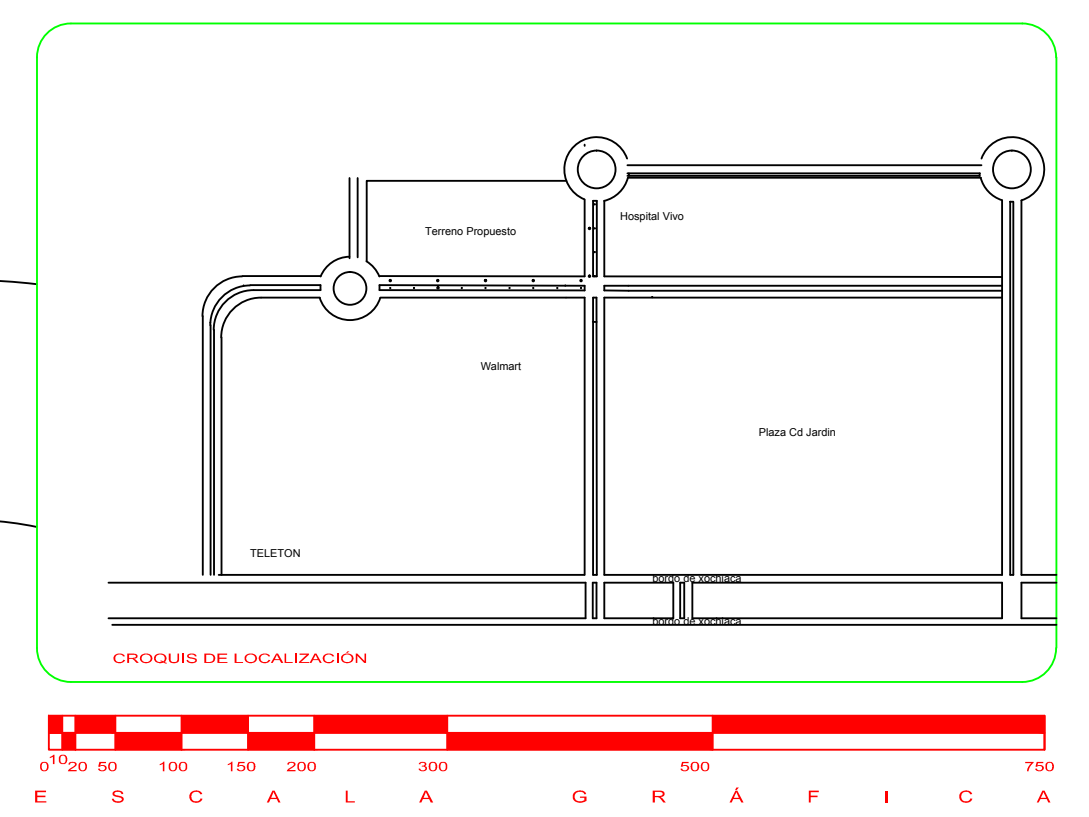 Hospital Vivo
Terreno Propuesto
Walmart
Plaza Cd Jardin
TELETON
bordo de xochiaca
bordo de xochiaca
CROQUIS DE LOCALIZACIÓN
0 10 20 50 100 150 200 300 500 750
E S C A L A G R Á F I C A